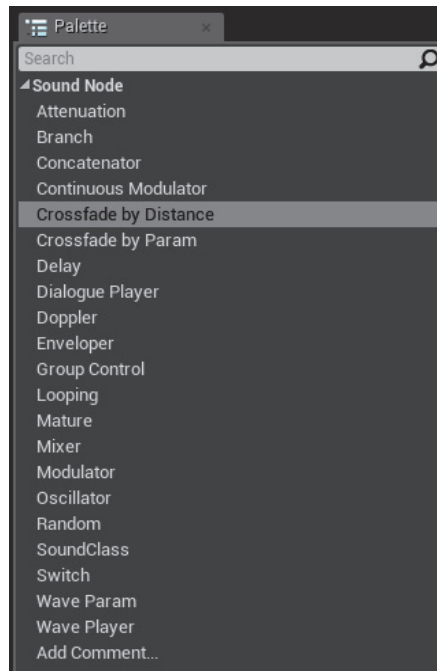 Palette
Search
Sound Node
Attenuation
Branch
Concatenator
Continuous Modulator
Crossfade by Distance
Crossfade by Param
Delay
Dialogue Player
Doppler
Enveloper
Group Control
Looping
Mature
Mixer
Modulator
Oscillator
Random
SoundClass
Switch
Wave Param
Wave Player
Add Comment...